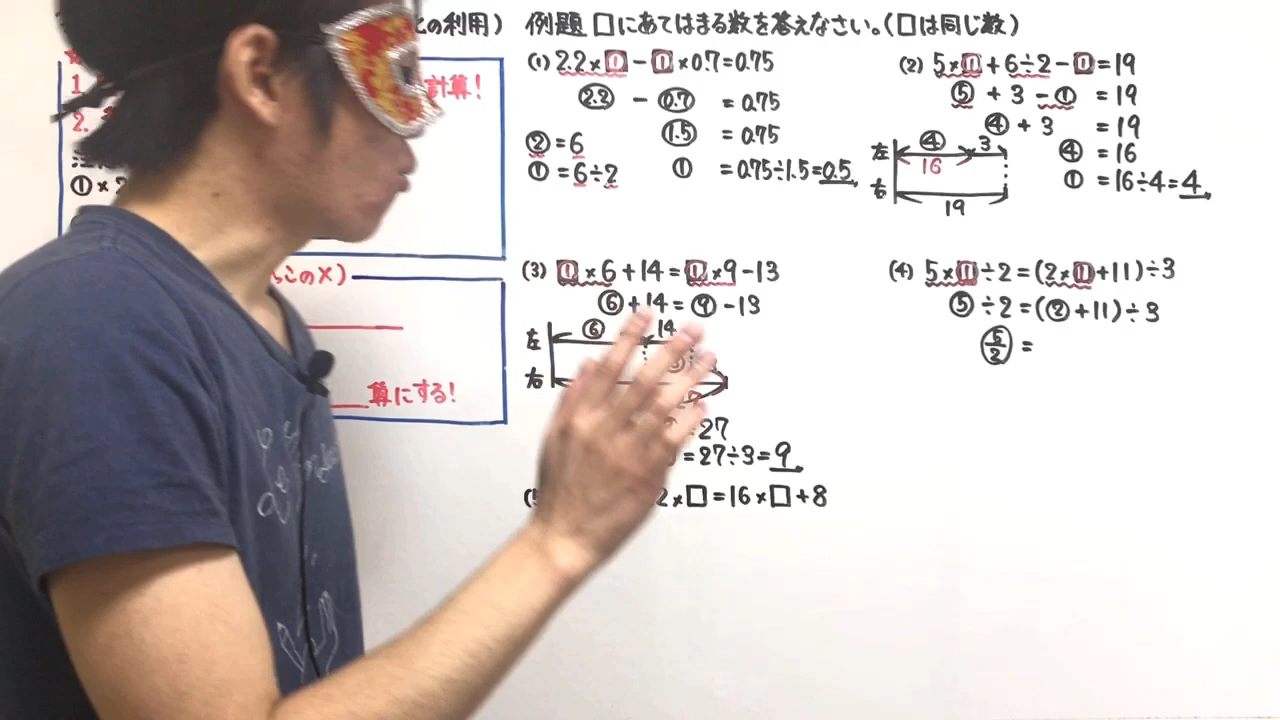 の利用)
例題 □にあてはまる数を答えなさい。(□は同じ数)
1.
計算!
2.
①×2
このメ)
算にする!
(1) 2.2×①-①×0.7=0.75
2.2 - 0.7 = 0.75
1.5 = 0.75
① = 0.75÷1.5=0.5
②=6
①=6÷2
(2) 5×①+6÷2-①=19
⑤+3-①=19
④+3 =19
④ =16
① =16÷4=4
左 ④ 3
16
右
19
(3) ①×6+14=①×9-13
⑥+14=⑨-13
左 ⑥ 14
右
27
=27÷3=9
(4) 5×①÷2=(2×①+11)÷3
⑤÷2=(②+11)÷3
5/2 =
2×□=16×□+8